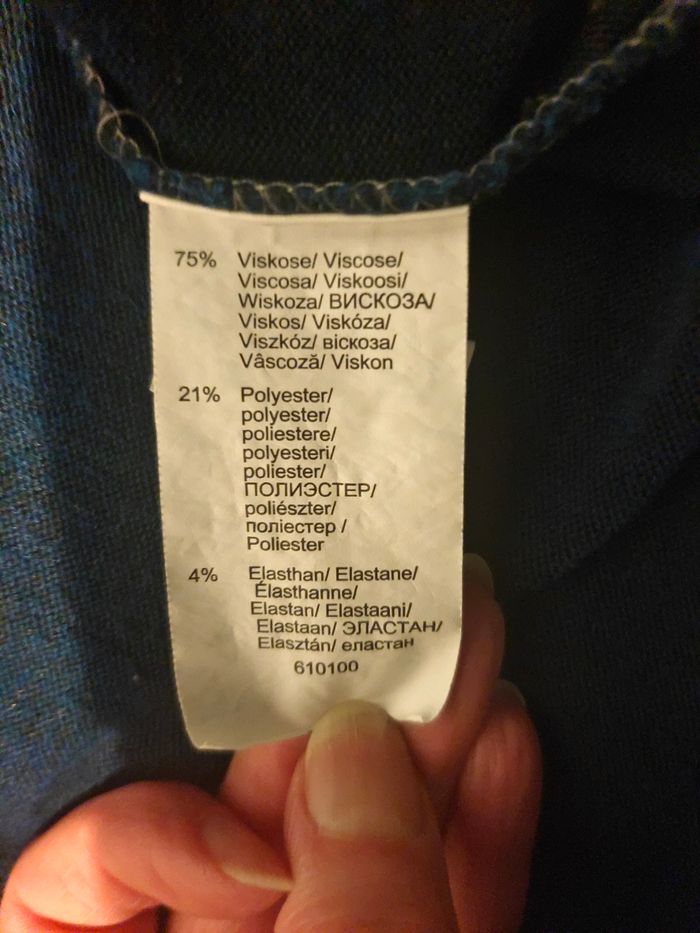 75% Viskose/ Viscose/
Viscosa/ Viskoosi/
Wiskoza/ ВИСКОЗА/
Viskos/ Viskóza/
Viszkóz/ віскоза/
Vâscoză/ Viskon
21% Polyester/
polyester/
poliestere/
polyesteri/
poliester/
ПОЛИЭСТЕР/
poliészter/
поліестер /
Poliester
4% Elasthan/ Elastane/
Élasthanne/
Elastan/ Elastaani/
Elastaan/ ЭЛАСТАН/
Elasztán/ еластан
610100